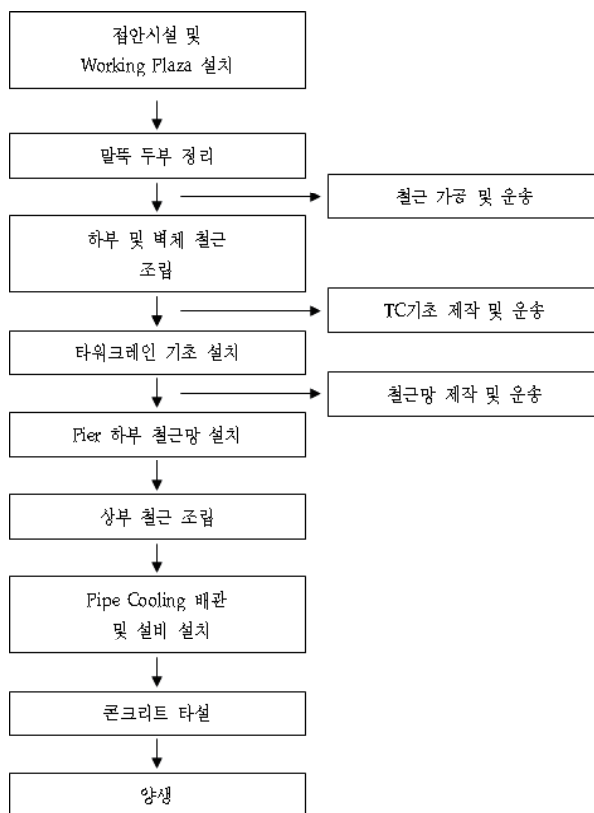 접안시설 및
Working Plaza 설치
말뚝 두부 정리
철근 가공 및 운송
하부 및 벽체 철근
조립
TC기초 제작 및 운송
타워크레인 기초 설치
철근망 제작 및 운송
Pier 하부 철근망 설치
상부 철근 조립
Pipe Cooling 배관
및 설비 설치
콘크리트 타설
양생